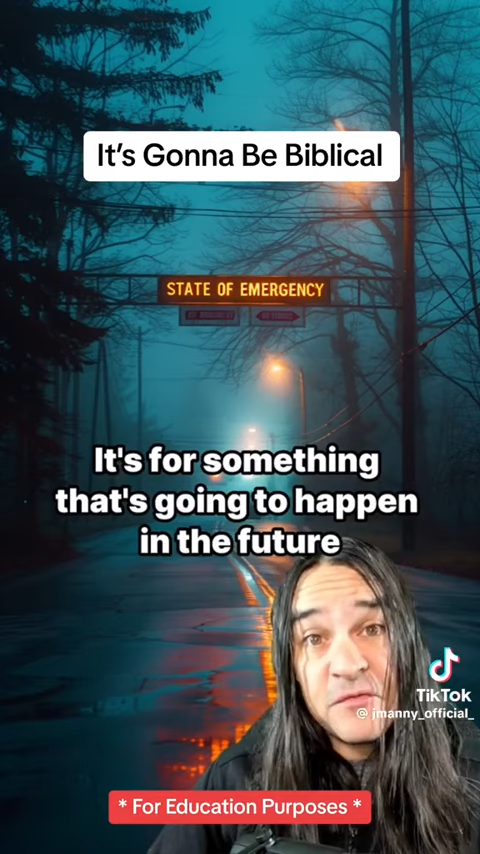 It's Gonna Be Biblical
STATE OF EMERGENCY
It's for something
that's going to happen
in the future
TikTok
@ jmanny_official_
* For Education Purposes *